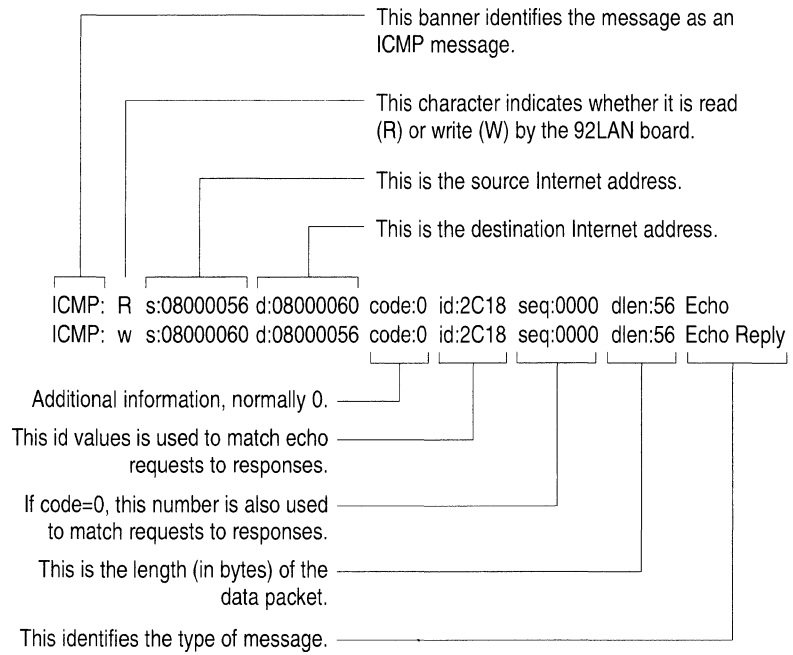 This banner identifies the message as an
ICMP message.
This character indicates whether it is read
(R) or write (W) by the 92LAN board.
This is the source Internet address.
This is the destination Internet address.
ICMP: R s:08000056 d:08000060 code:0 id:2C18 seq:0000 dlen:56 Echo
ICMP: w s:08000060 d:08000056 code:0 id:2C18 seq:0000 dlen:56 Echo Reply
Additional information, normally 0.
This id values is used to match echo
requests to responses.
If code=0, this number is also used
to match requests to responses.
This is the length (in bytes) of the
data packet.
This identifies the type of message.